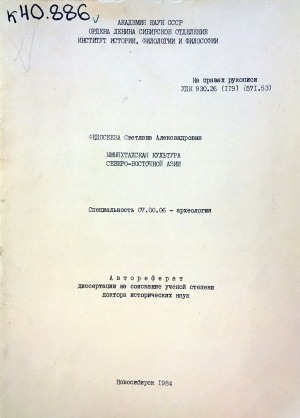 к40.886
АКАДЕМИЯ НАУК СССР
ОРДЕНА ЛЕНИНА СИБИРСКОЕ ОТДЕЛЕНИЕ
ИНСТИТУТ ИСТОРИИ, ФИЛОЛОГИИ И ФИЛОСОФИИ
На правах рукописи
УДК 930.26 (119) (571.53)
ФЕДОСЕЕВА Светлана Александровна
ЫМЫЯХТАХСКАЯ КУЛЬТУРА
СЕВЕРО-ВОСТОЧНОЙ АЗИИ
Специальность 07.00.06 - археология
Автореферат
диссертации на соискание ученой степени
доктора исторических наук
Новосибирск 1984